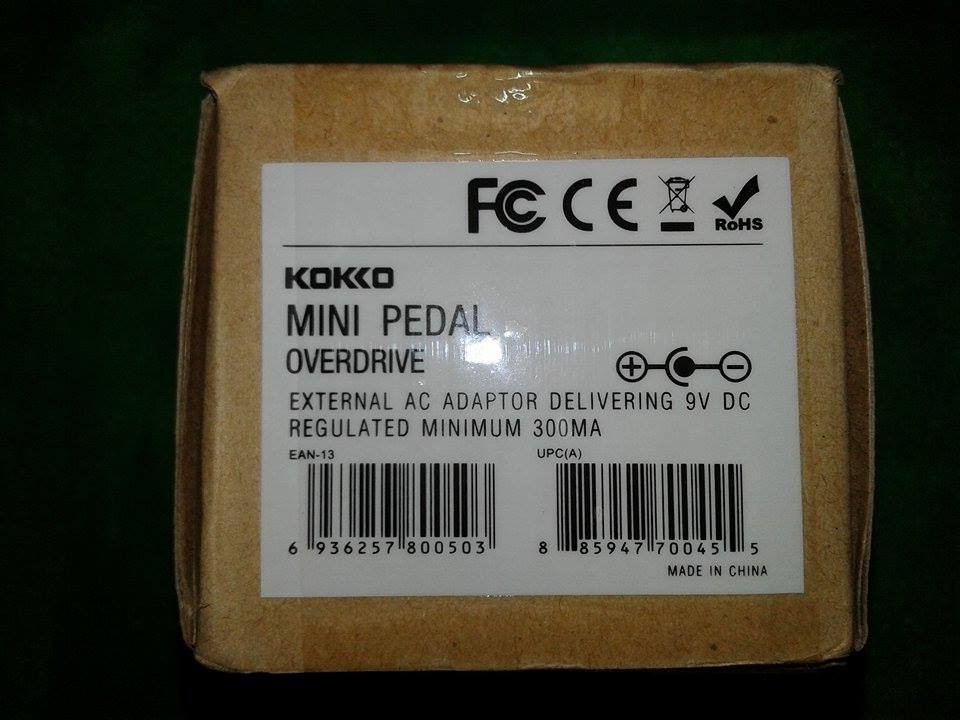 FC CE RoHS
KOKKO
MINI PEDAL
OVERDRIVE
EXTERNAL AC ADAPTOR DELIVERING 9V DC
REGULATED MINIMUM 300MA
EAN-13 UPC(A)
6 936257 800503 8 85947 70045 5
MADE IN CHINA